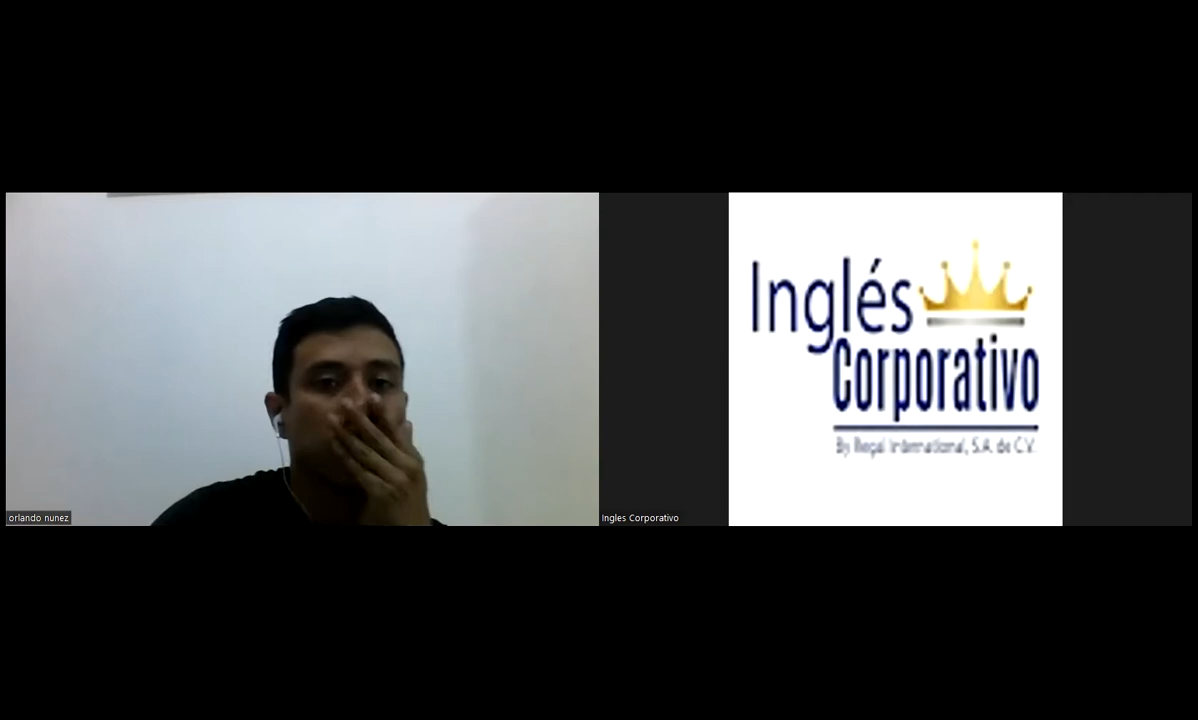 orlando nunez
Inglés
Corporativo
By Regal International, S.A. de C.V.
Ingles Corporativo